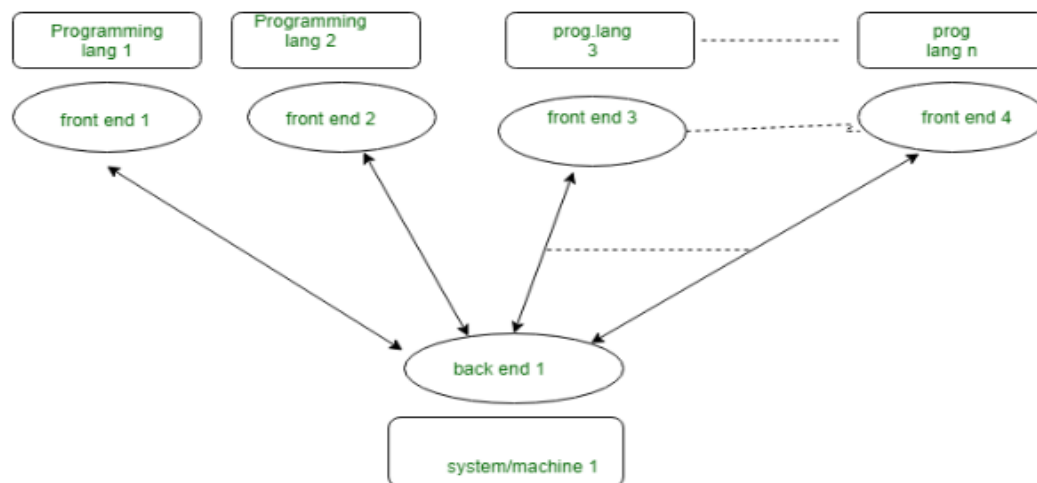 Programming
lang 1
Programming
lang 2
prog.lang
3
prog
lang n
front end 1
front end 2
front end 3
front end 4
back end 1
system/machine 1